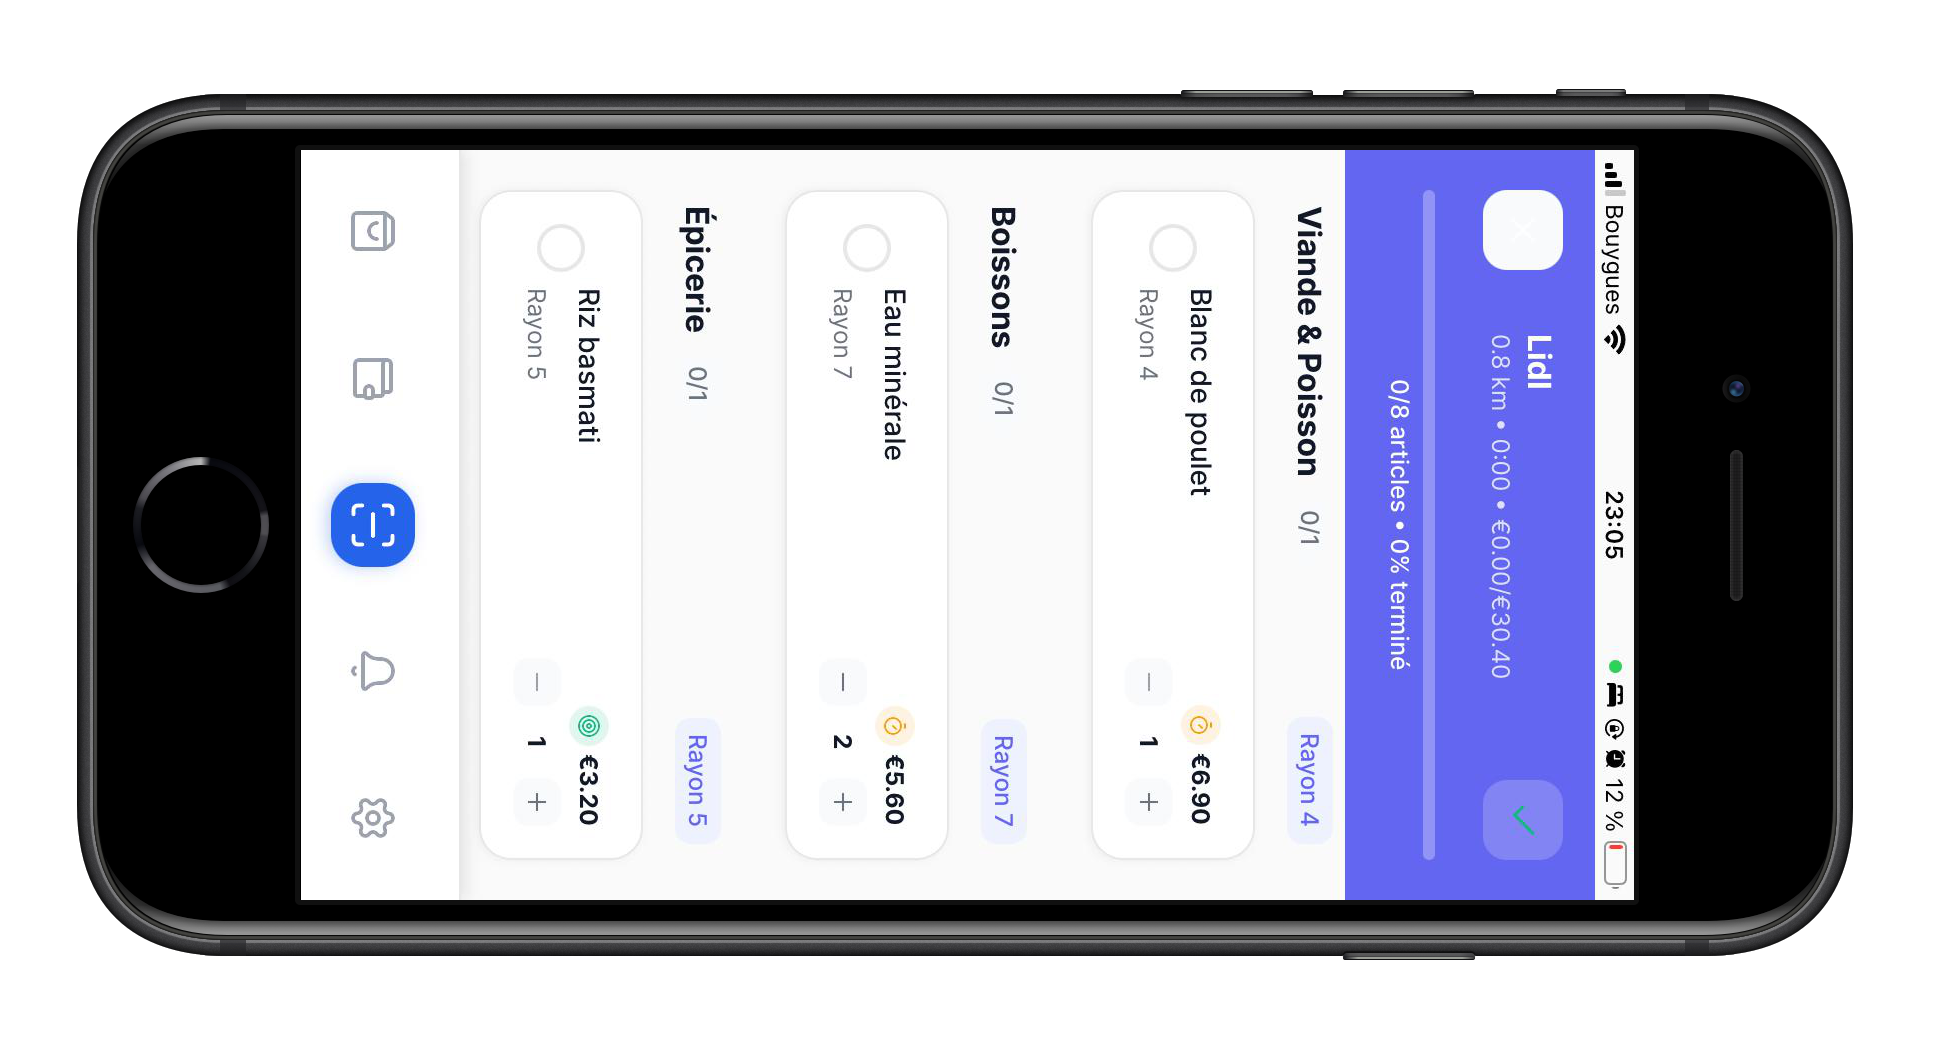 Bouygues 23:05 12 %
Lidl
0.8 km • 0:00 • €0.00/€30.40
0/8 articles • 0% terminé
Viande & Poisson 0/1 Rayon 4
Blanc de poulet €6.90
Rayon 4 − 1 +
Boissons 0/1 Rayon 7
Eau minérale €5.60
Rayon 7 − 2 +
Épicerie 0/1 Rayon 5
Riz basmati €3.20
Rayon 5 − 1 +